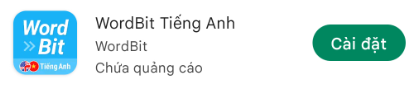 Word
» Bit
Tiếng Anh
WordBit Tiếng Anh
WordBit
Chứa quảng cáo
Cài đặt